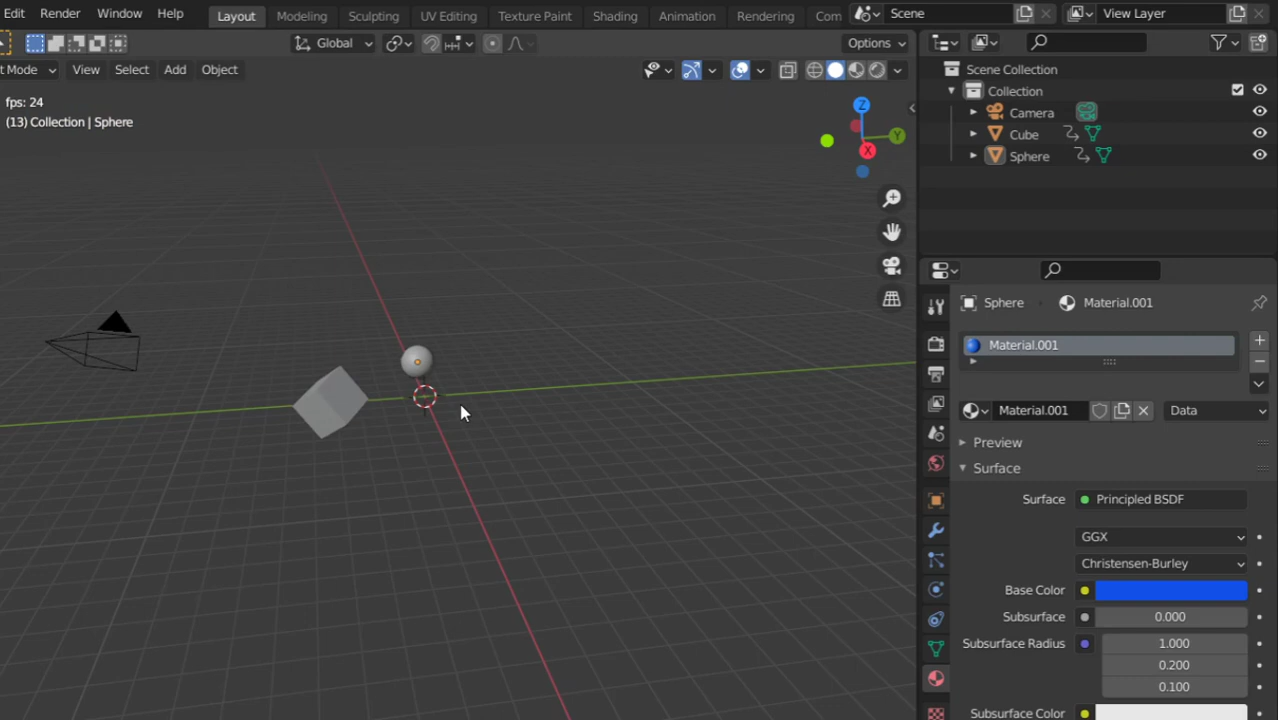 Edit Render Window Help Layout Modeling Sculpting UV Editing Texture Paint Shading Animation Rendering Com Scene View Layer
Global Options
t Mode View Select Add Object
Scene Collection
Collection
Camera
Cube
Sphere
fps: 24
(13) Collection | Sphere
Z
Y
X
Sphere Material.001
Material.001
Material.001 Data
Preview
Surface
Surface Principled BSDF
GGX
Christensen-Burley
Base Color
Subsurface 0.000
Subsurface Radius 1.000
0.200
0.100
Subsurface Color